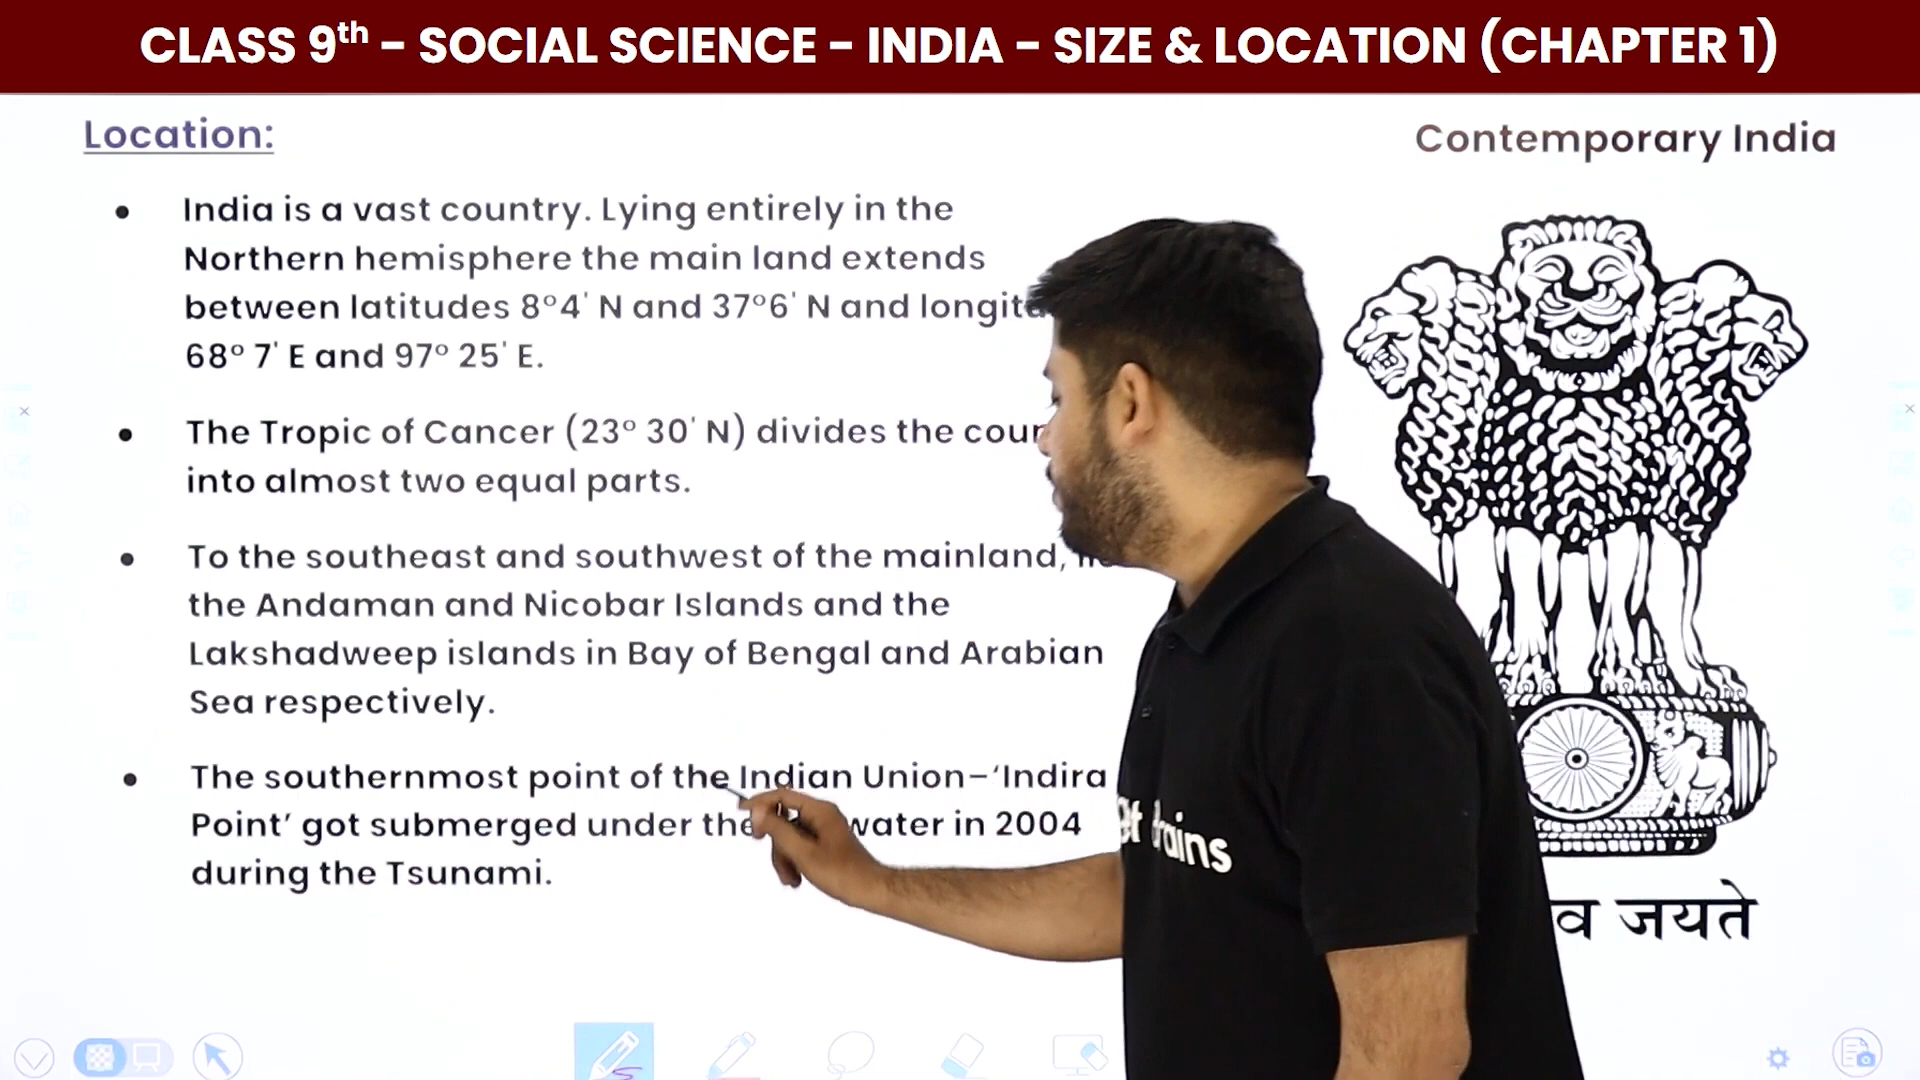 CLASS 9th – SOCIAL SCIENCE – INDIA – SIZE & LOCATION (CHAPTER 1)
Location:
Contemporary India
• India is a vast country. Lying entirely in the
Northern hemisphere the main land extends
between latitudes 8°4' N and 37°6' N and
68° 7' E and 97° 25' E.
• The Tropic of Cancer (23° 30' N) divides the
into almost two equal parts.
• To the southeast and southwest of the mainland,
the Andaman and Nicobar Islands and the
Lakshadweep islands in Bay of Bengal and Arabian
Sea respectively.
• The southernmost point of the Indian Union–‘Indira
Point’ got submerged under the water in 2004
during the Tsunami.
जयते